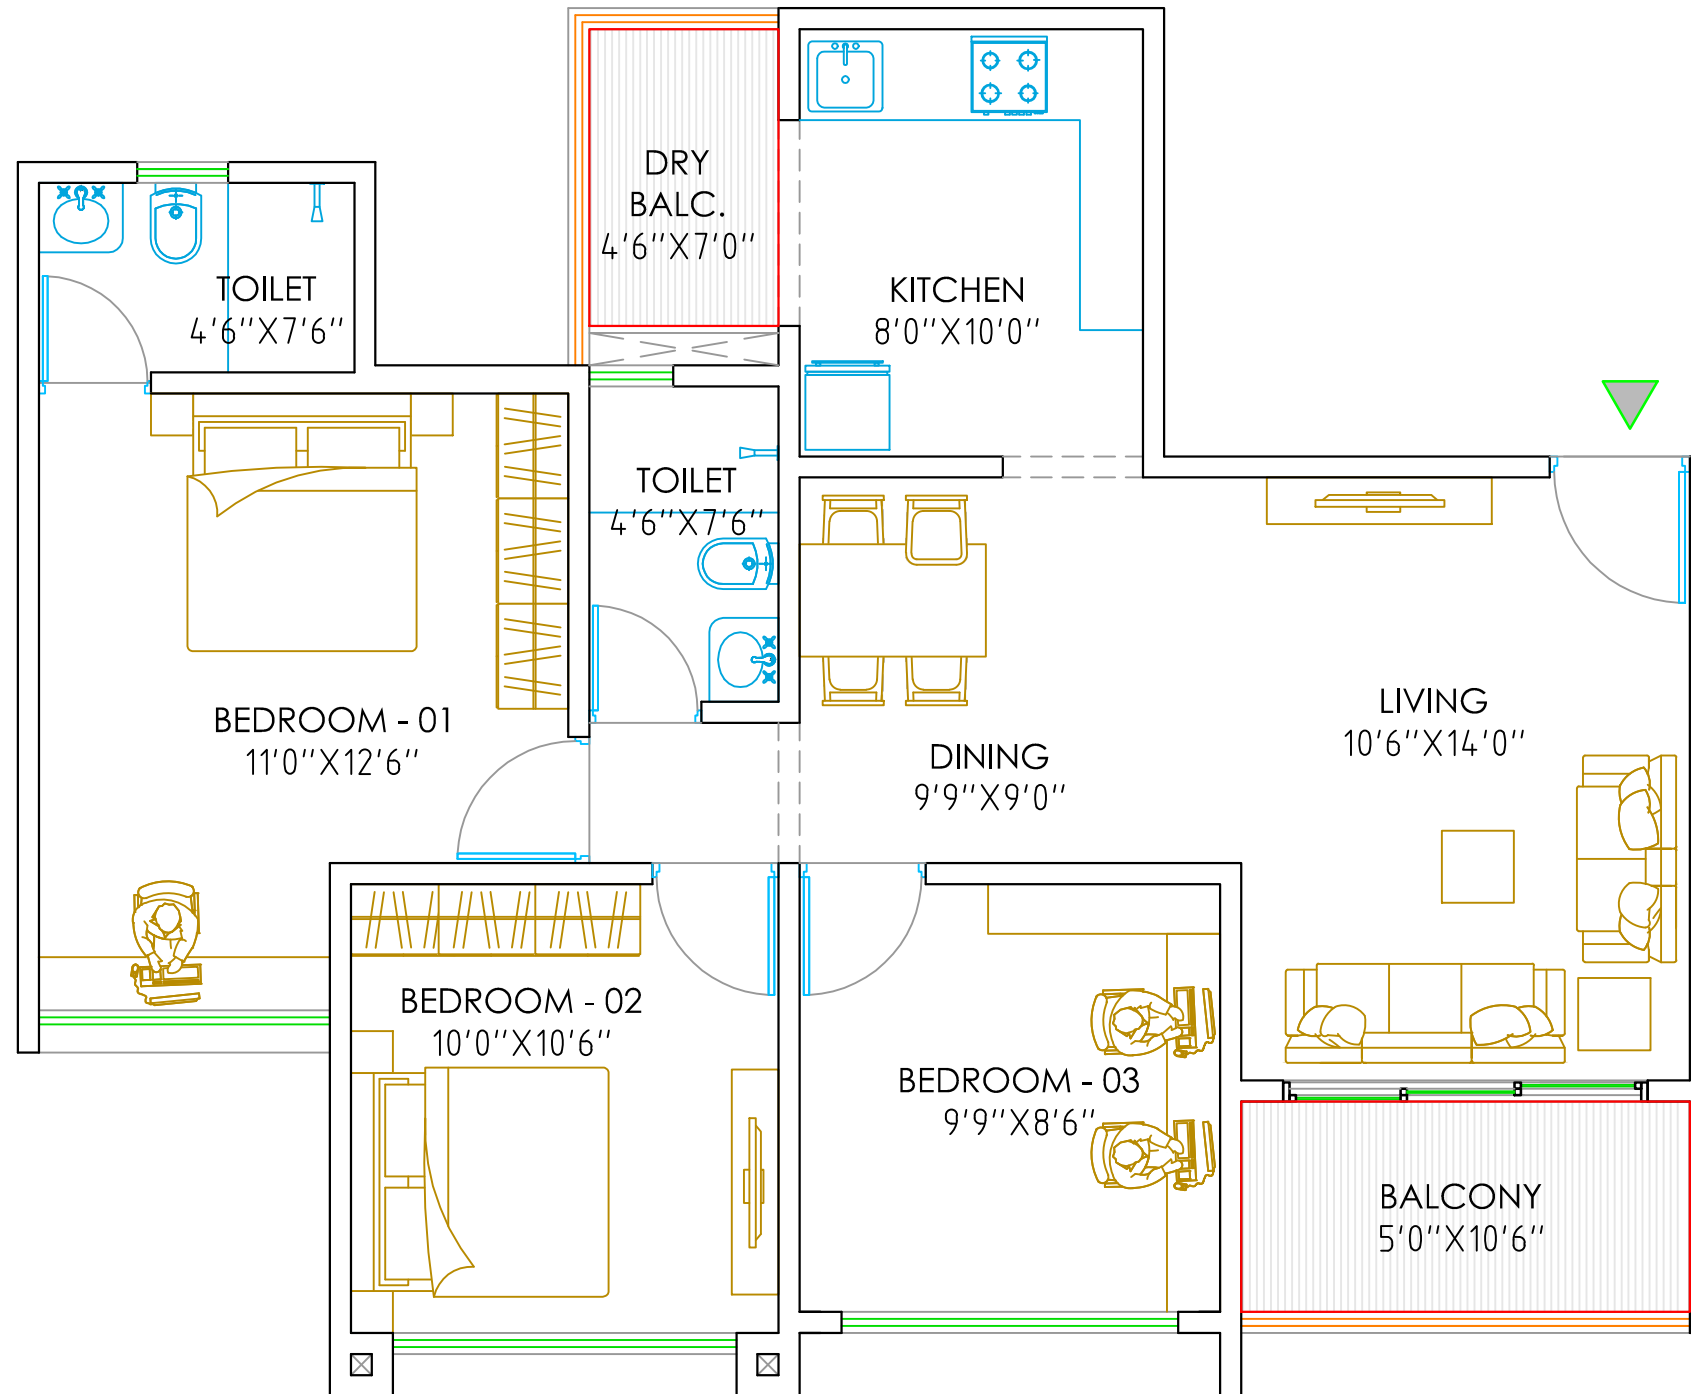 DRY
BALC.
4'6"X7'0"
TOILET
4'6"X7'6"
KITCHEN
8'0"X10'0"
TOILET
4'6"X7'6"
BEDROOM - 01
11'0"X12'6"
LIVING
10'6"X14'0"
DINING
9'9"X9'0"
BEDROOM - 02
10'0"X10'6"
BEDROOM - 03
9'9"X8'6"
BALCONY
5'0"X10'6"